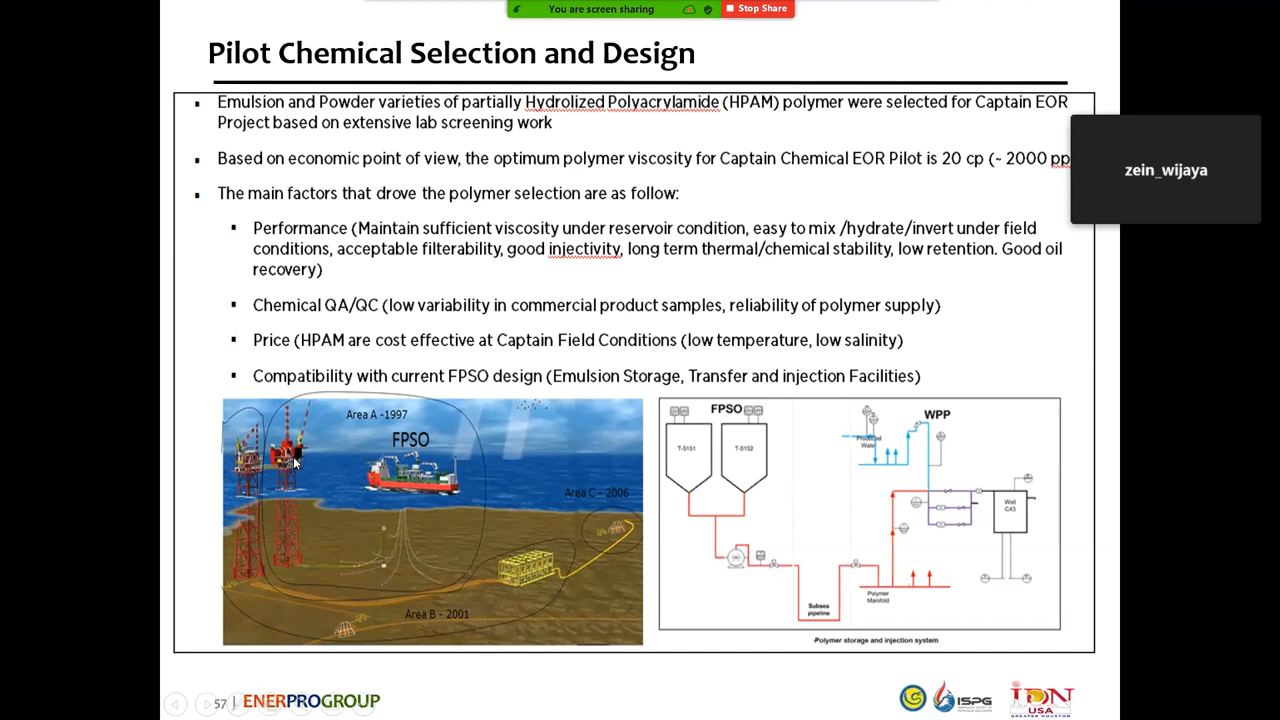 You are screen sharing
Stop Share
Pilot Chemical Selection and Design
Emulsion and Powder varieties of partially Hydrolized Polyacrylamide (HPAM) polymer were selected for Captain EOR
Project based on extensive lab screening work
Based on economic point of view, the optimum polymer viscosity for Captain Chemical EOR Pilot is 20 cp (~ 2000 pp
zein_wijaya
The main factors that drove the polymer selection are as follow:
Performance (Maintain sufficient viscosity under reservoir condition, easy to mix /hydrate/invert under field
conditions, acceptable filterability, good injectivity, long term thermal/chemical stability, low retention. Good oil
recovery)
Chemical QA/QC (low variability in commercial product samples, reliability of polymer supply)
Price (HPAM are cost effective at Captain Field Conditions (low temperature, low salinity)
Compatibility with current FPSO design (Emulsion Storage, Transfer and injection Facilities)
Area A -1997
FPSO
Area C - 2006
Area B - 2001
FPSO
WPP
T-5151
T-5152
Produced
Water
Well
C43
Polymer
Manifold
Subsea
pipeline
Polymer storage and injection system
57
ENERPROGROUP
ISPG
IDN
USA
GREATER HOUSTON